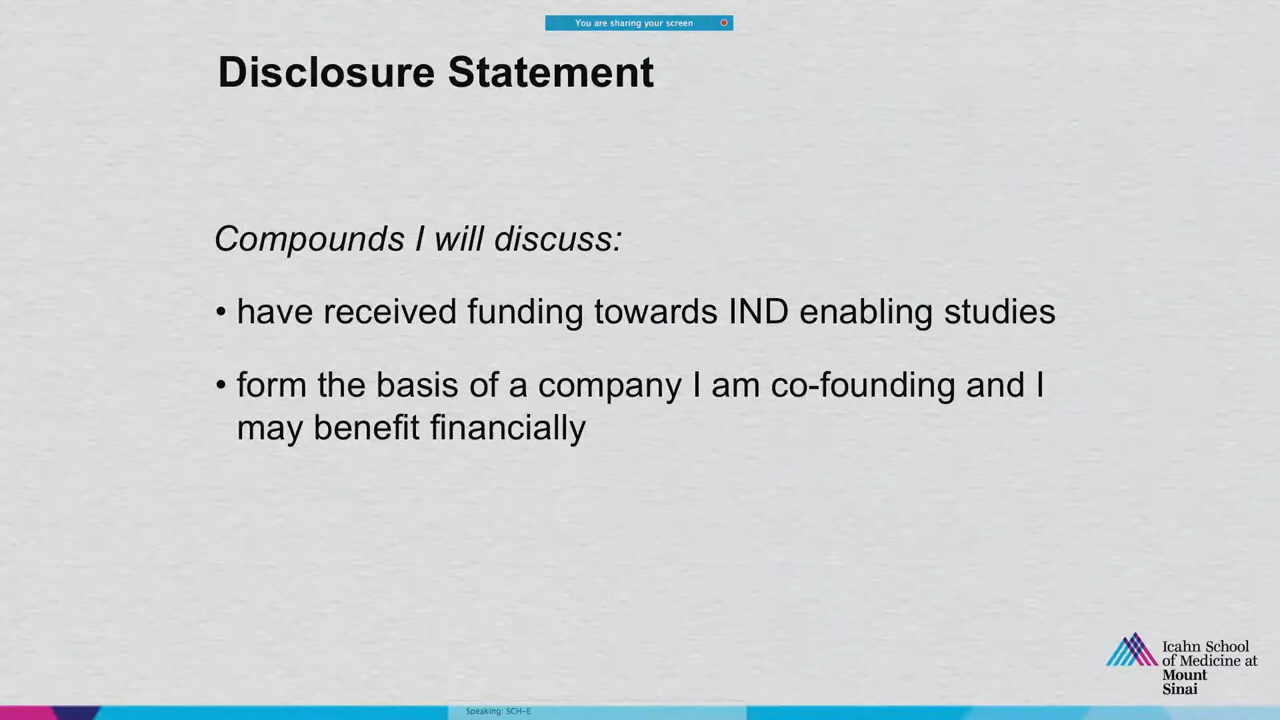 You are sharing your screen
Disclosure Statement
Compounds I will discuss:
• have received funding towards IND enabling studies
• form the basis of a company I am co-founding and I
may benefit financially
Icahn School
of Medicine at
Mount
Sinai
Speaking: SCH-E